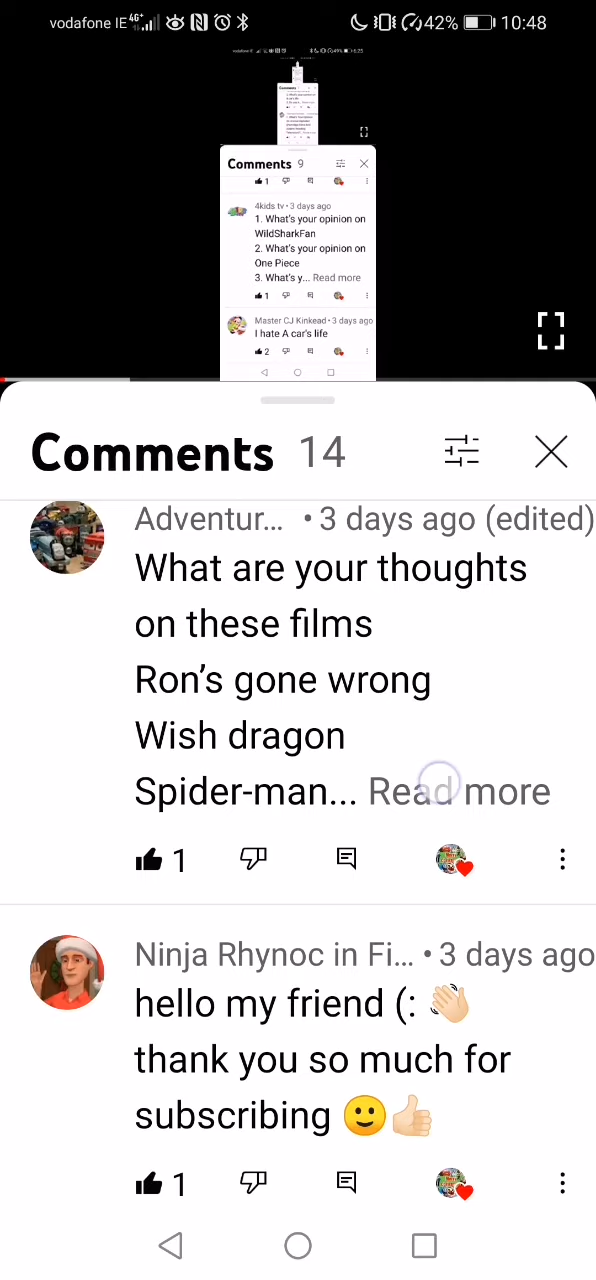 vodafone IE 4G+ 42% 10:48
Comments 9
1
4kids tv • 3 days ago
1. What's your opinion on
WildSharkFan
2. What's your opinion on
One Piece
3. What's y... Read more
1
Master CJ Kinkead • 3 days ago
I hate A car's life
2
Comments 14
Adventur... • 3 days ago (edited)
What are your thoughts
on these films
Ron's gone wrong
Wish dragon
Spider-man... Read more
1
Ninja Rhynoc in Fi... • 3 days ago
hello my friend (: 👋🏻
thank you so much for
subscribing 🙂👍🏻
1